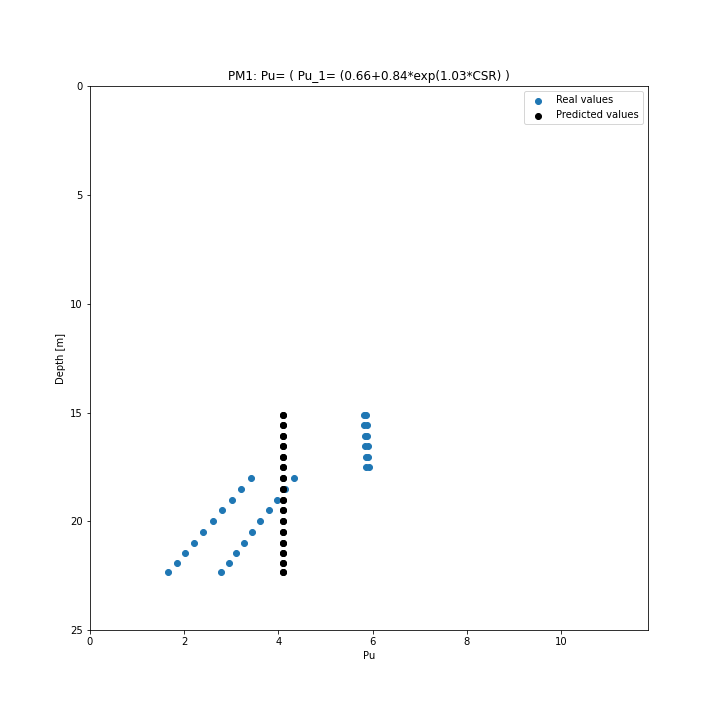 PM1: Pu= ( Pu_1= (0.66+0.84*exp(1.03*CSR) )
Real values
Predicted values
0
5
10
15
20
25
Depth [m]
0 2 4 6 8 10
Pu